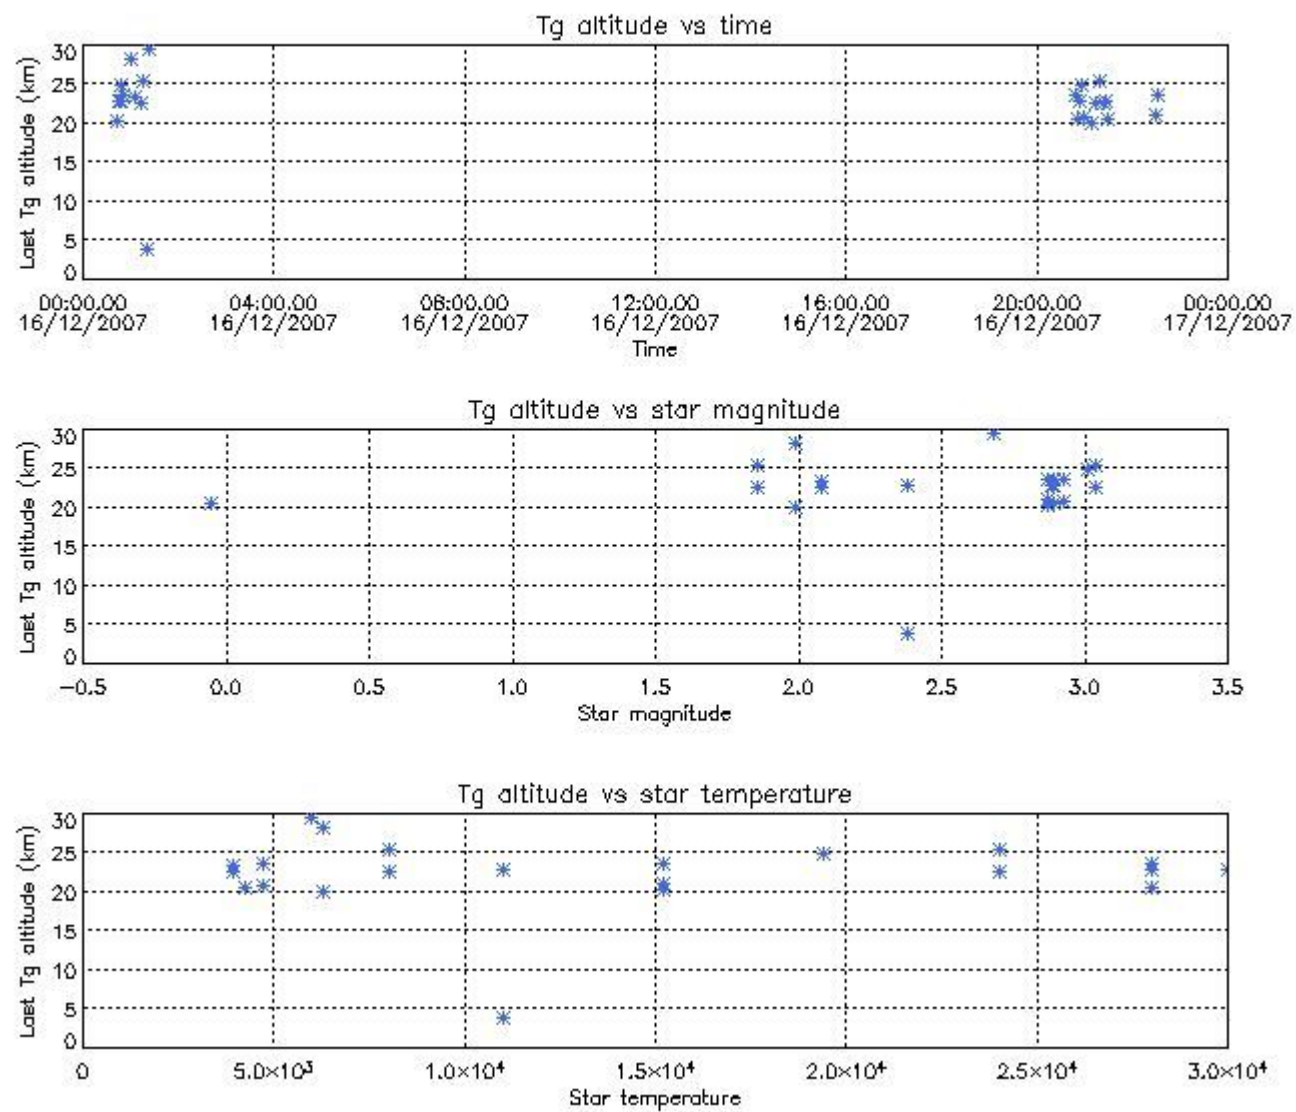 Tg altitude vs time
Last Tg altitude (km)
30
25
20
15
10
5
0
00:00.00 04:00.00 08:00.00 12:00.00 16:00.00 20:00.00 00:00.00
16/12/2007 16/12/2007 16/12/2007 16/12/2007 16/12/2007 16/12/2007 17/12/2007
Time
Tg altitude vs star magnitude
Last Tg altitude (km)
30
25
20
15
10
5
0
-0.5 0.0 0.5 1.0 1.5 2.0 2.5 3.0 3.5
Star magnitude
Tg altitude vs star temperature
Last Tg altitude (km)
30
25
20
15
10
5
0
0 5.0×10³ 1.0×10⁴ 1.5×10⁴ 2.0×10⁴ 2.5×10⁴ 3.0×10⁴
Star temperature